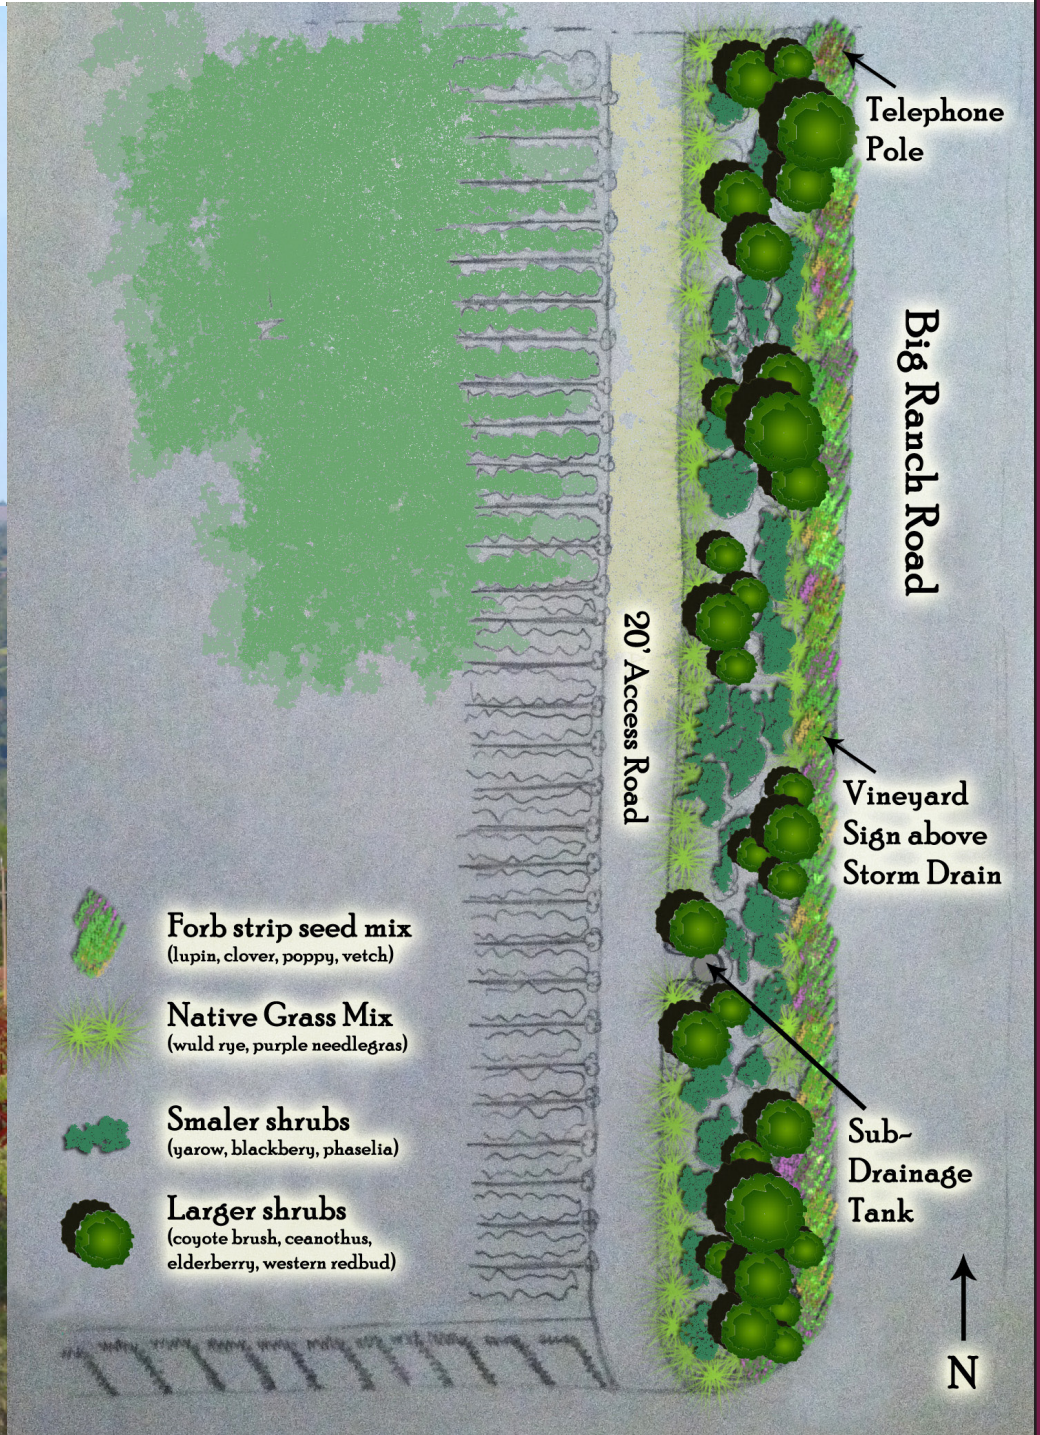 Telephone
Pole
Big Ranch Road
20' Access Road
Vineyard
Sign above
Storm Drain
Forb strip seed mix
(lupin, clover, poppy, vetch)
Native Grass Mix
(wuld rye, purple needlegras)
Smaler shrubs
(yarow, blackbery, phaselia)
Larger shrubs
(coyote brush, ceanothus,
elderberry, western redbud)
Sub-
Drainage
Tank
N